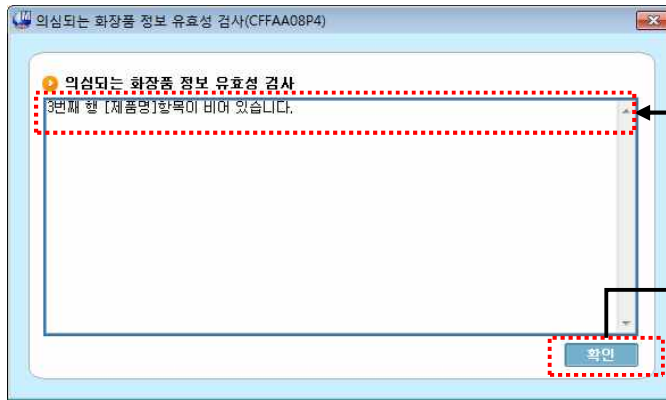 의심되는 화장품 정보 유효성 검사(CFFAA08P4)
의심되는 화장품 정보 유효성 검사
3번째 행 [제품명]항목이 비어 있습니다.
확인